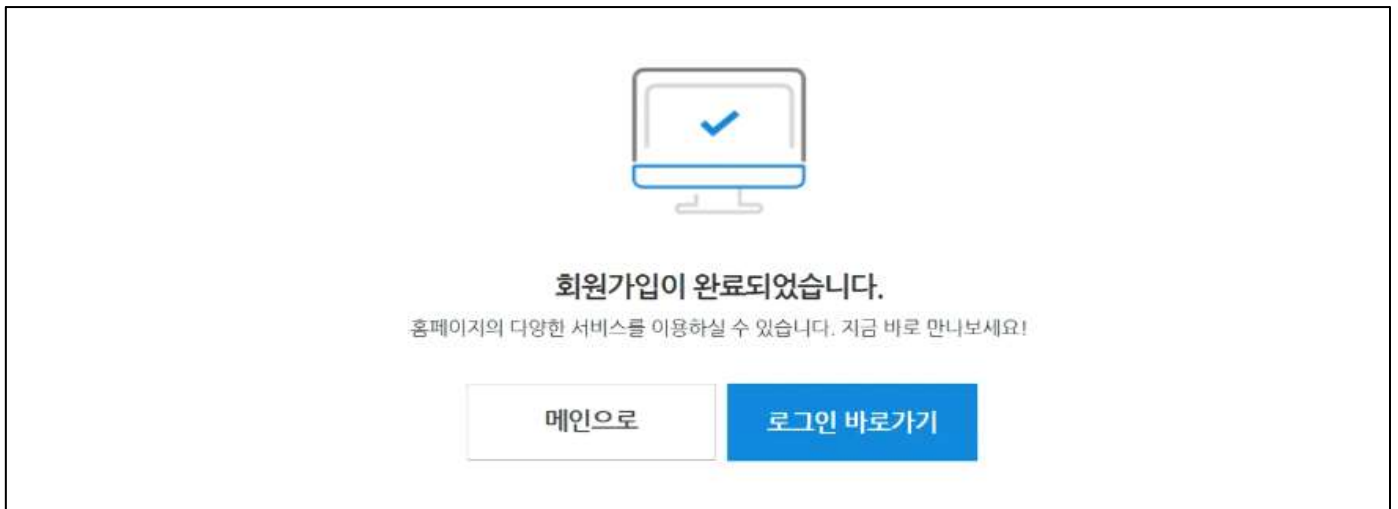 회원가입이 완료되었습니다.
홈페이지의 다양한 서비스를 이용하실 수 있습니다. 지금 바로 만나보세요!
메인으로
로그인 바로가기